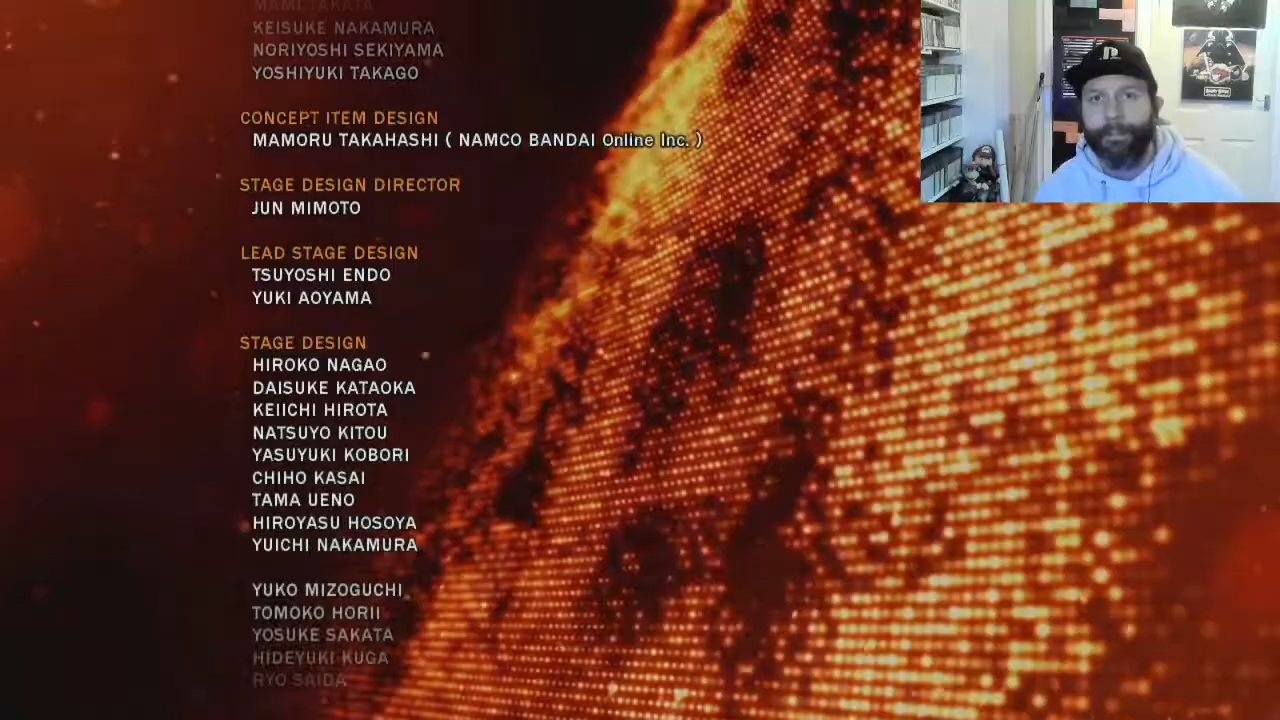 MAMETAKATA
KEISUKE NAKAMURA
NORIYOSHI SEKIYAMA
YOSHIYUKI TAKAGO
CONCEPT ITEM DESIGN
MAMORU TAKAHASHI ( NAMCO BANDAI Online Inc. )
STAGE DESIGN DIRECTOR
JUN MIMOTO
LEAD STAGE DESIGN
TSUYOSHI ENDO
YUKI AOYAMA
STAGE DESIGN
HIROKO NAGAO
DAISUKE KATAOKA
KEIICHI HIROTA
NATSUYO KITOU
YASUYUKI KOBORI
CHIHO KASAI
TAMA UENO
HIROYASU HOSOYA
YUICHI NAKAMURA
YUKO MIZOGUCHI
TOMOKO HORII
YOSUKE SAKATA
HIDEYUKI KUGA
RYO SAIDA